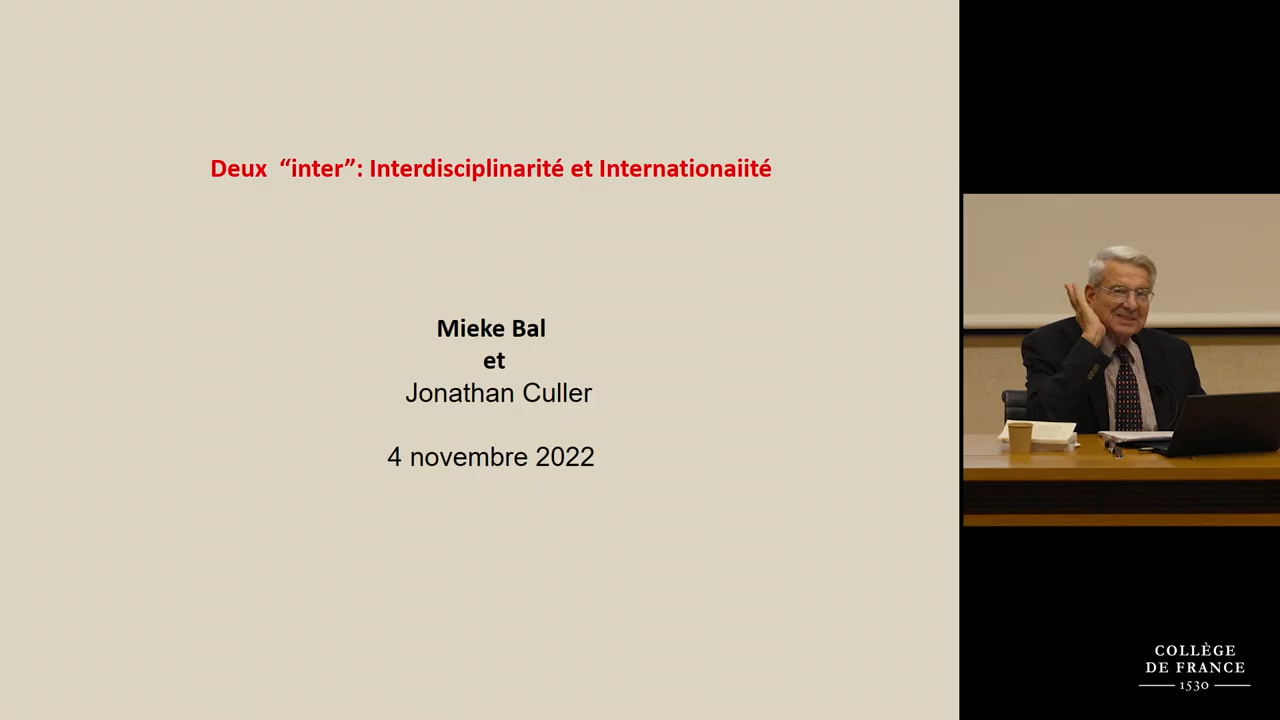 Deux “inter”: Interdisciplinarité et Internationaiité
Mieke Bal
et
Jonathan Culler
4 novembre 2022
COLLÈGE
DE FRANCE
1530